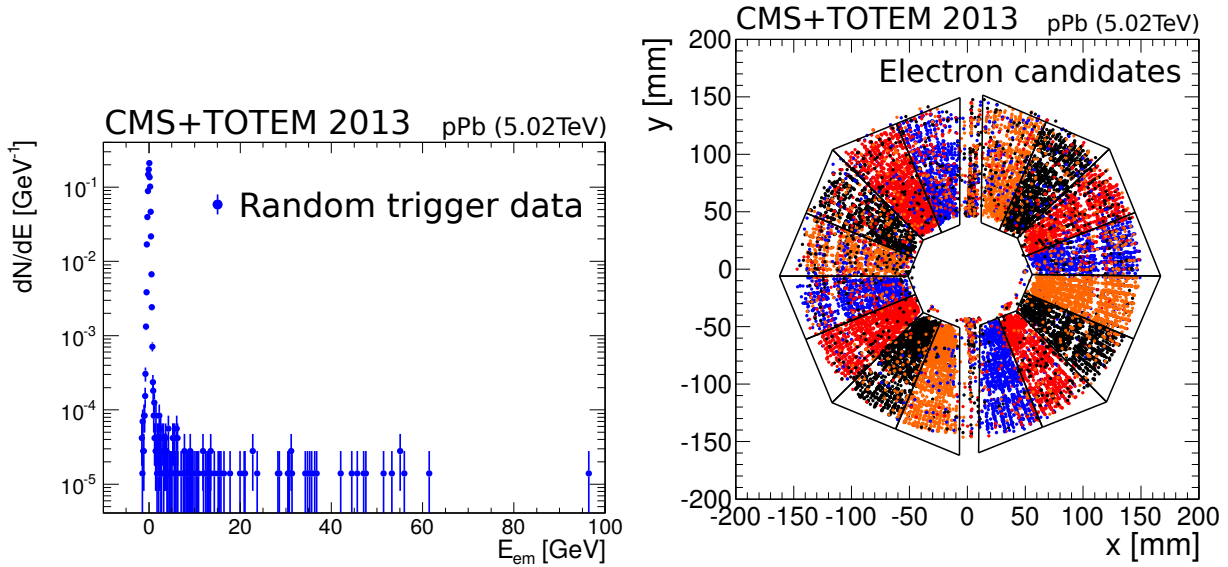 CMS+TOTEM 2013 pPb (5.02TeV)
dN/dE [GeV⁻¹]
Random trigger data
10⁻¹
10⁻²
10⁻³
10⁻⁴
10⁻⁵
0 20 40 60 80 100
E_em [GeV]
CMS+TOTEM 2013 pPb (5.02TeV)
y [mm]
Electron candidates
200
150
100
50
0
-50
-100
-150
-200
-200 -150 -100 -50 0 50 100 150 200
x [mm]